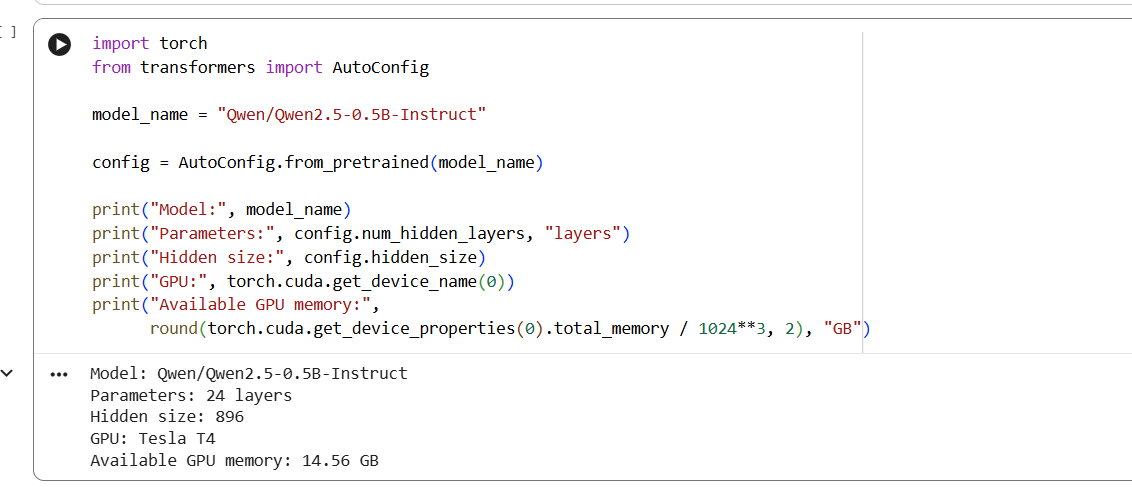 [ ]
import torch
from transformers import AutoConfig
model_name = "Qwen/Qwen2.5-0.5B-Instruct"
config = AutoConfig.from_pretrained(model_name)
print("Model:", model_name)
print("Parameters:", config.num_hidden_layers, "layers")
print("Hidden size:", config.hidden_size)
print("GPU:", torch.cuda.get_device_name(0))
print("Available GPU memory:",
      round(torch.cuda.get_device_properties(0).total_memory / 1024**3, 2), "GB")
Model: Qwen/Qwen2.5-0.5B-Instruct
Parameters: 24 layers
Hidden size: 896
GPU: Tesla T4
Available GPU memory: 14.56 GB